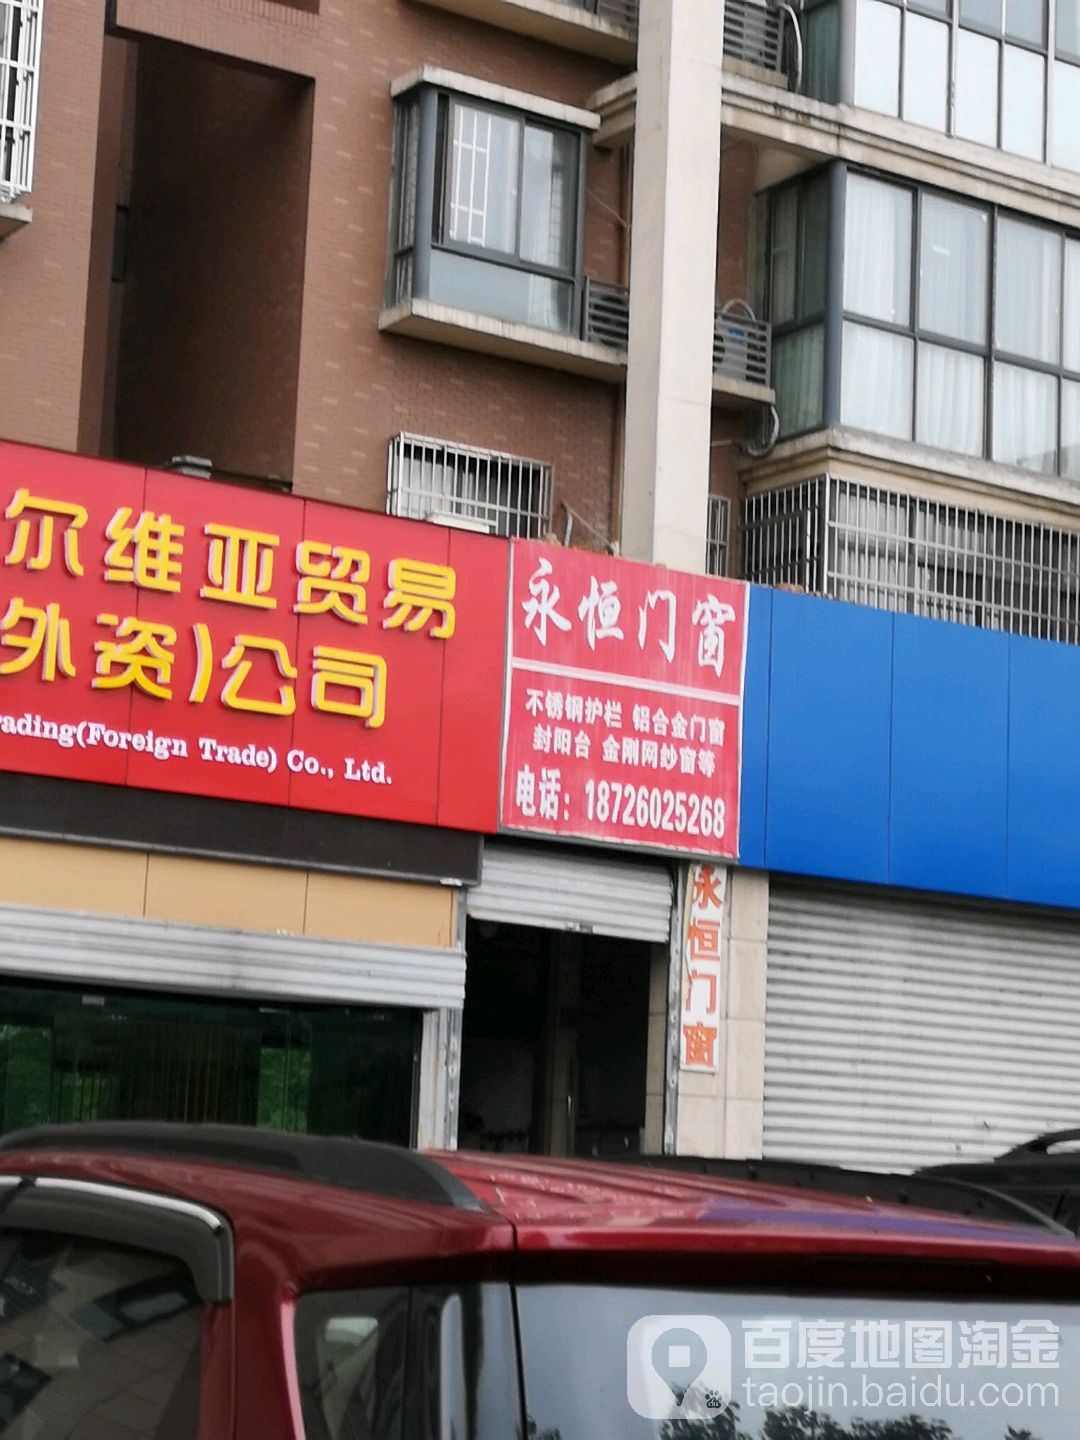 尔维亚贸易
外资)公司
rading(Foreign Trade) Co., Ltd.
永恒门窗
不锈钢护栏 铝合金门窗
封阳台 金刚网纱窗等
电话：18726025268
永恒门窗
百度地图淘金
taojin.baidu.com